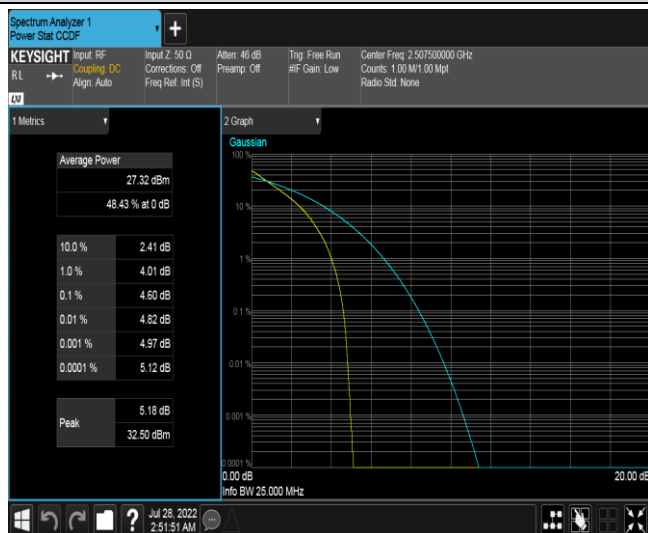 Spectrum Analyzer 1
Power Stat CCDF
+
KEYSIGHT
RL
LXI
Input: RF
Coupling: DC
Align: Auto
Input Z: 50 Ω
Corrections: Off
Freq Ref: Int (S)
Atten: 46 dB
Preamp: Off
Trig: Free Run
#IF Gain: Low
Center Freq: 2.507500000 GHz
Counts: 1.00 M/1.00 Mpt
Radio Std: None
1 Metrics
Average Power
27.32 dBm
48.43 % at 0 dB
10.0 % 2.41 dB
1.0 % 4.01 dB
0.1 % 4.60 dB
0.01 % 4.82 dB
0.001 % 4.97 dB
0.0001 % 5.12 dB
Peak
5.18 dB
32.50 dBm
2 Graph
Gaussian
100 %
10 %
1 %
0.1 %
0.01 %
0.001 %
0.0001 %
0.00 dB
20.00 dB
Info BW 25.000 MHz
?
Jul 28, 2022
2:51:51 AM